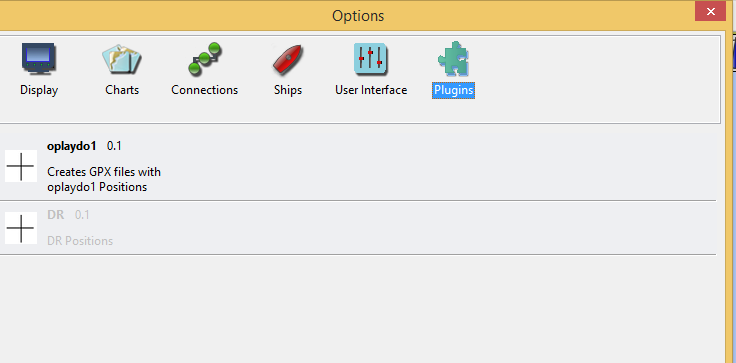 Options
Display Charts Connections Ships User Interface Plugins
oplaydo1 0.1
Creates GPX files with
oplaydo1 Positions
DR 0.1
DR Positions